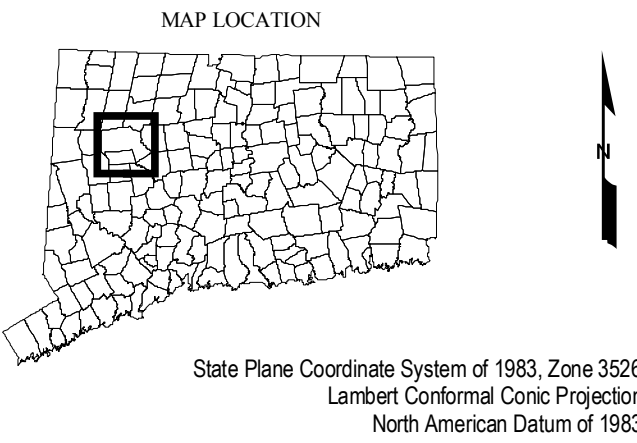 MAP LOCATION
N
State Plane Coordinate System of 1983, Zone 3526
Lambert Conformal Conic Projection
North American Datum of 1983